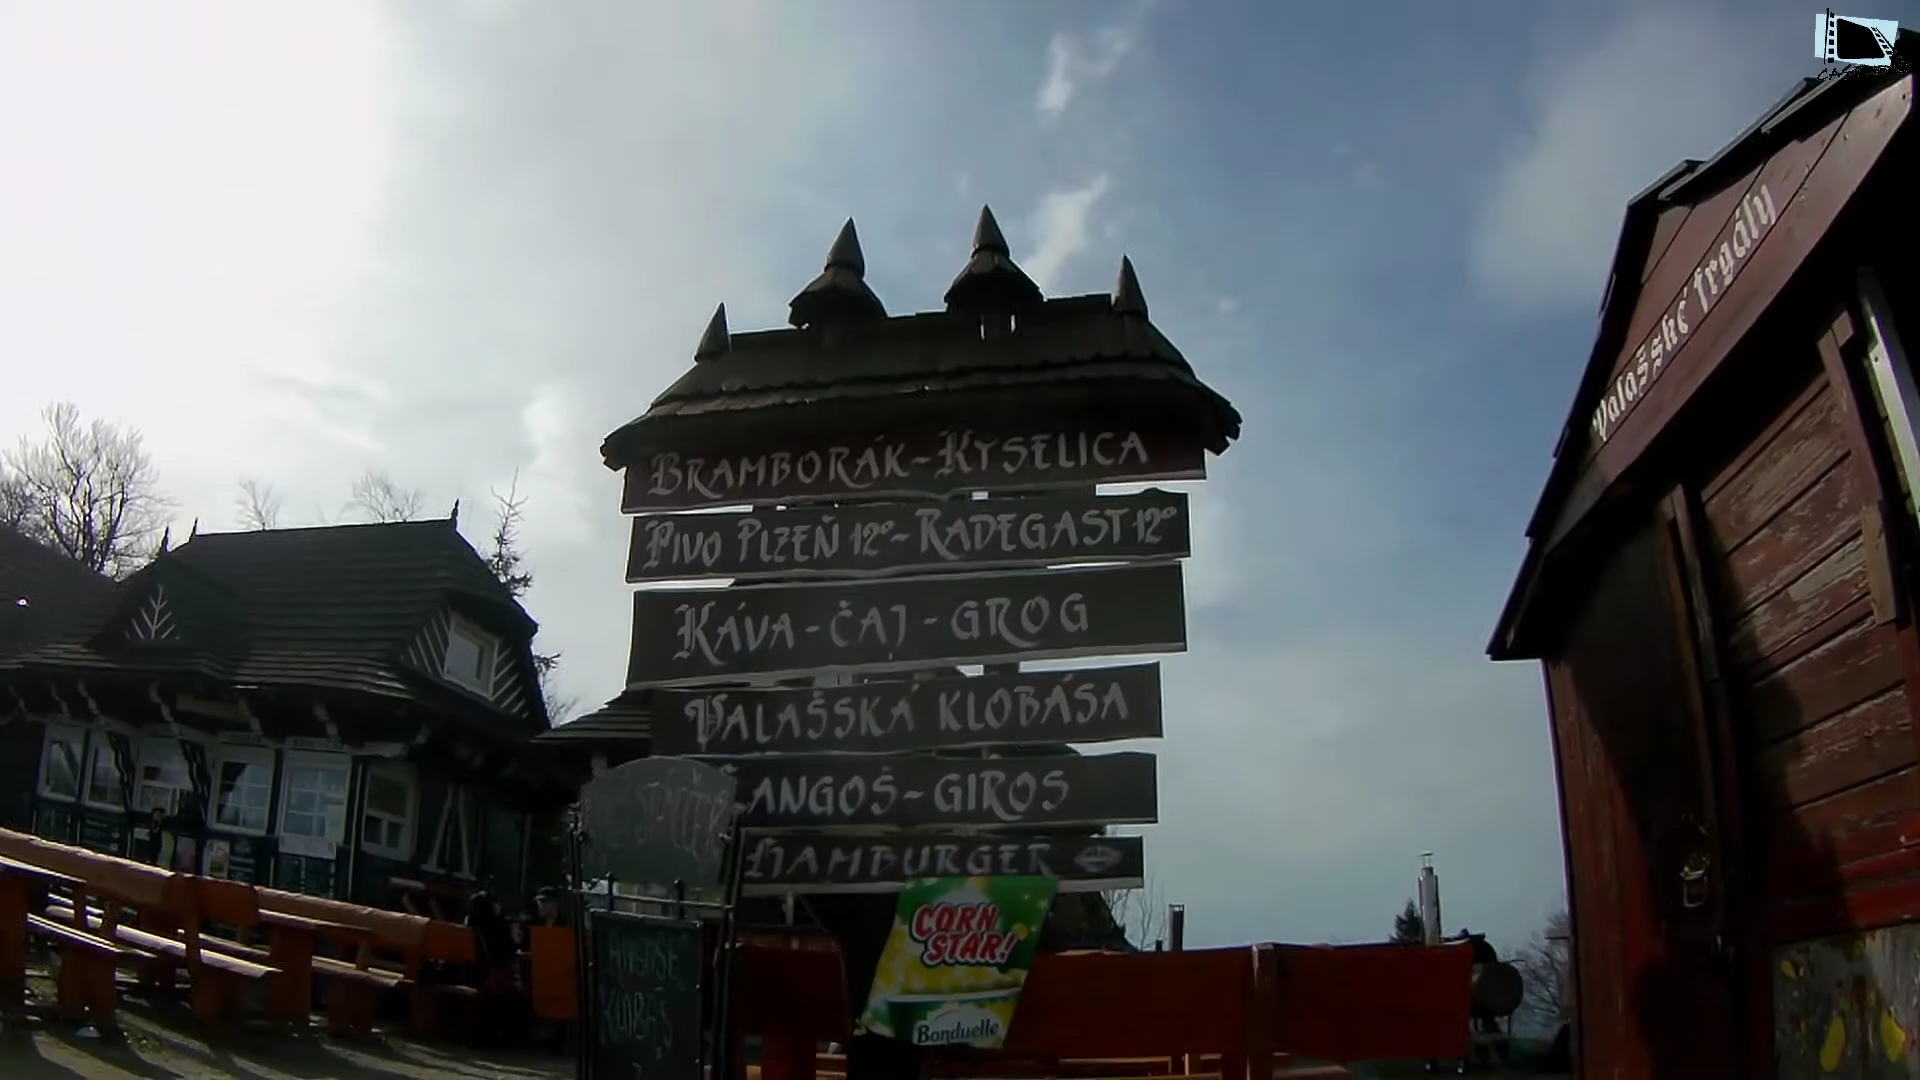 BRAMBORÁK-KYSELICA
PIVO PLZEŇ 12°-RADEGAST 12°
KÁVA-ČAJ-GROG
VALAŠSKÁ KLOBÁSA
LANGOŠ-GIROS
HAMBURGER
CORN
STAR!
Bonduelle
Valašské frgály